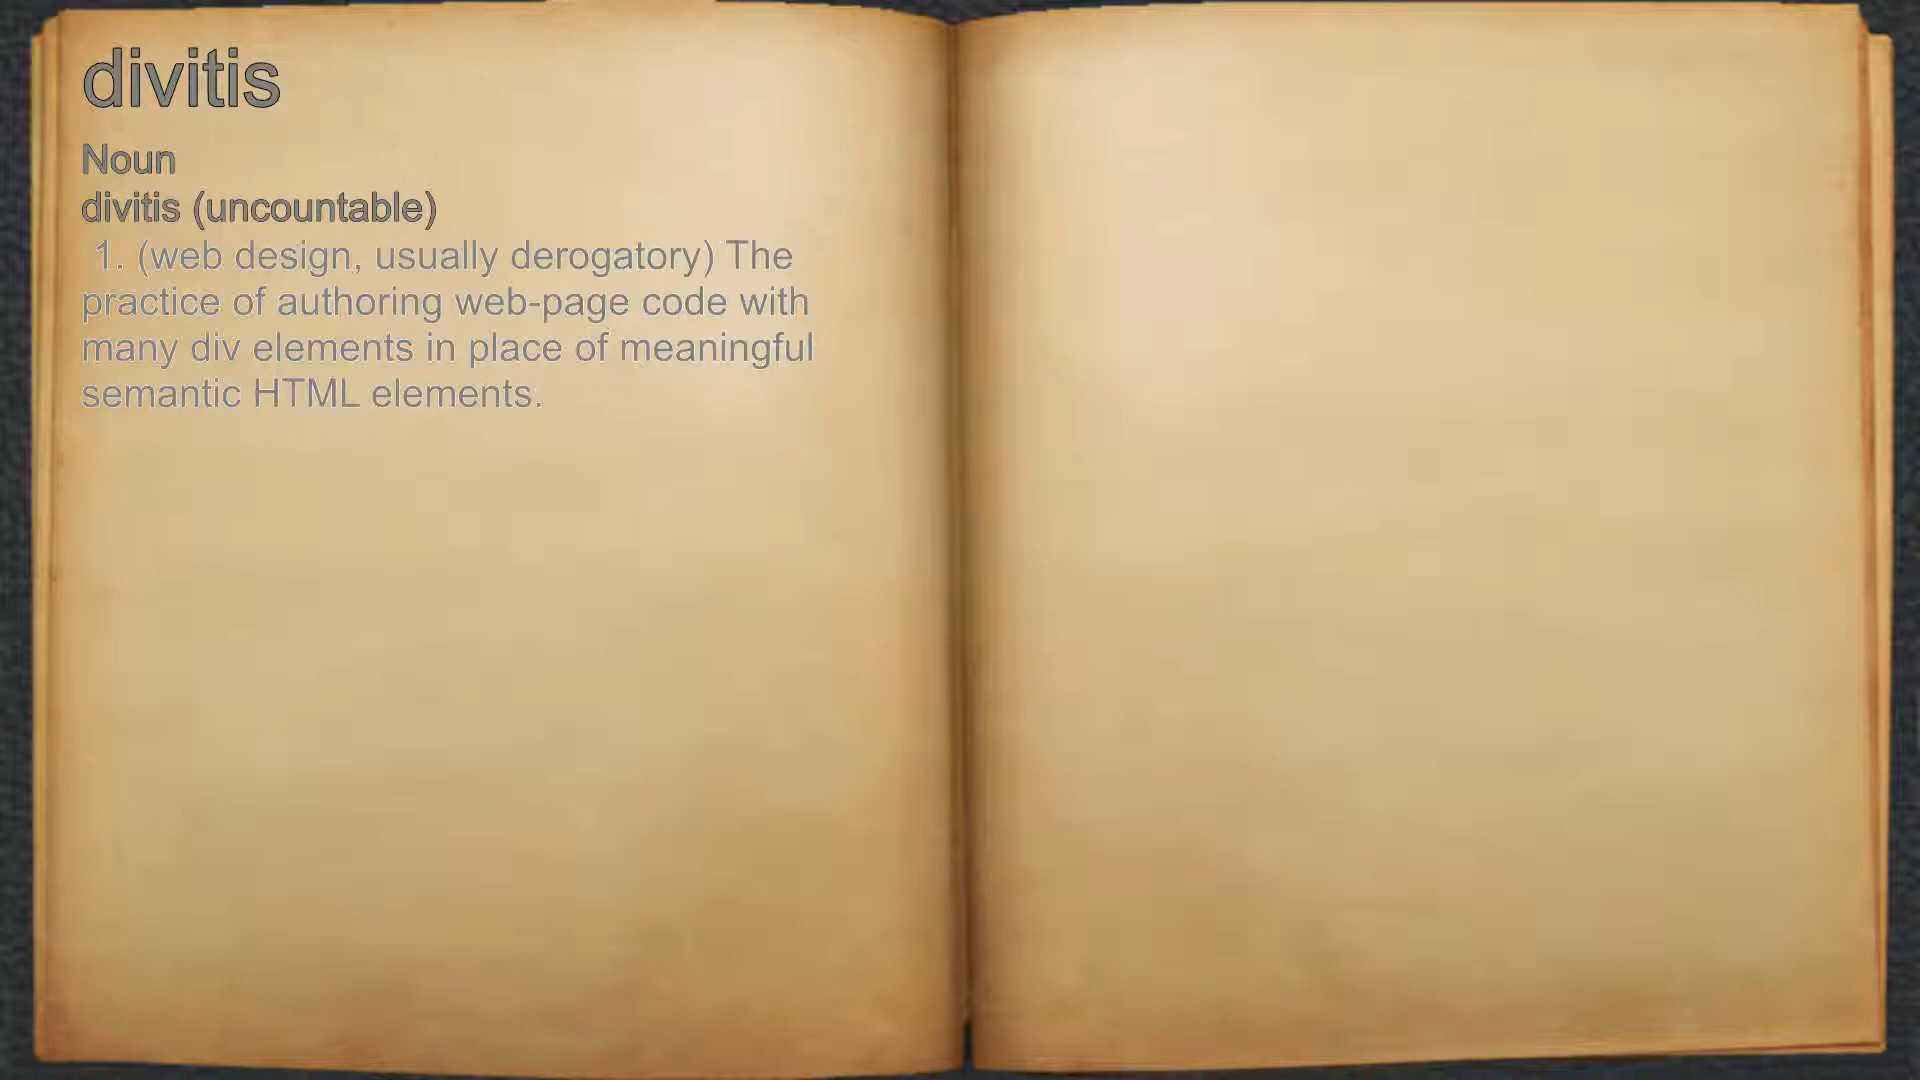 divitis
Noun
divitis (uncountable)
1. (web design, usually derogatory) The
practice of authoring web-page code with
many div elements in place of meaningful
semantic HTML elements.